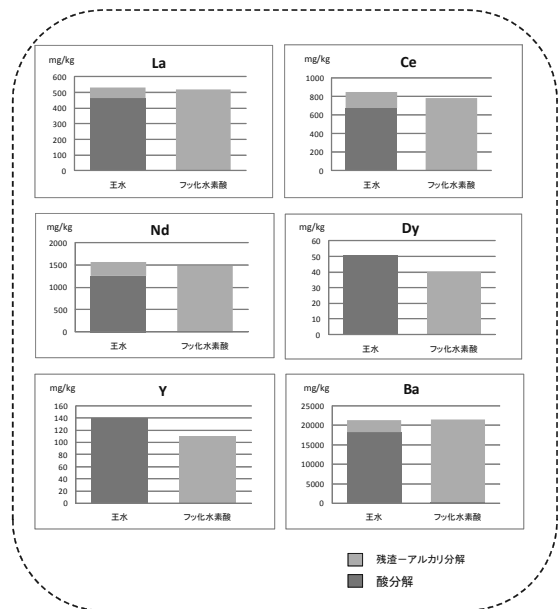 La
mg/kg
600
500
400
300
200
100
0
王水 フッ化水素酸
Ce
mg/kg
1000
800
600
400
200
0
王水 フッ化水素酸
Nd
mg/kg
2000
1500
1000
500
0
王水 フッ化水素酸
Dy
mg/kg
60
50
40
30
20
10
0
王水 フッ化水素酸
Y
mg/kg
160
140
120
100
80
60
40
20
0
王水 フッ化水素酸
Ba
mg/kg
25000
20000
15000
10000
5000
0
王水 フッ化水素酸
残渣－アルカリ分解
酸分解